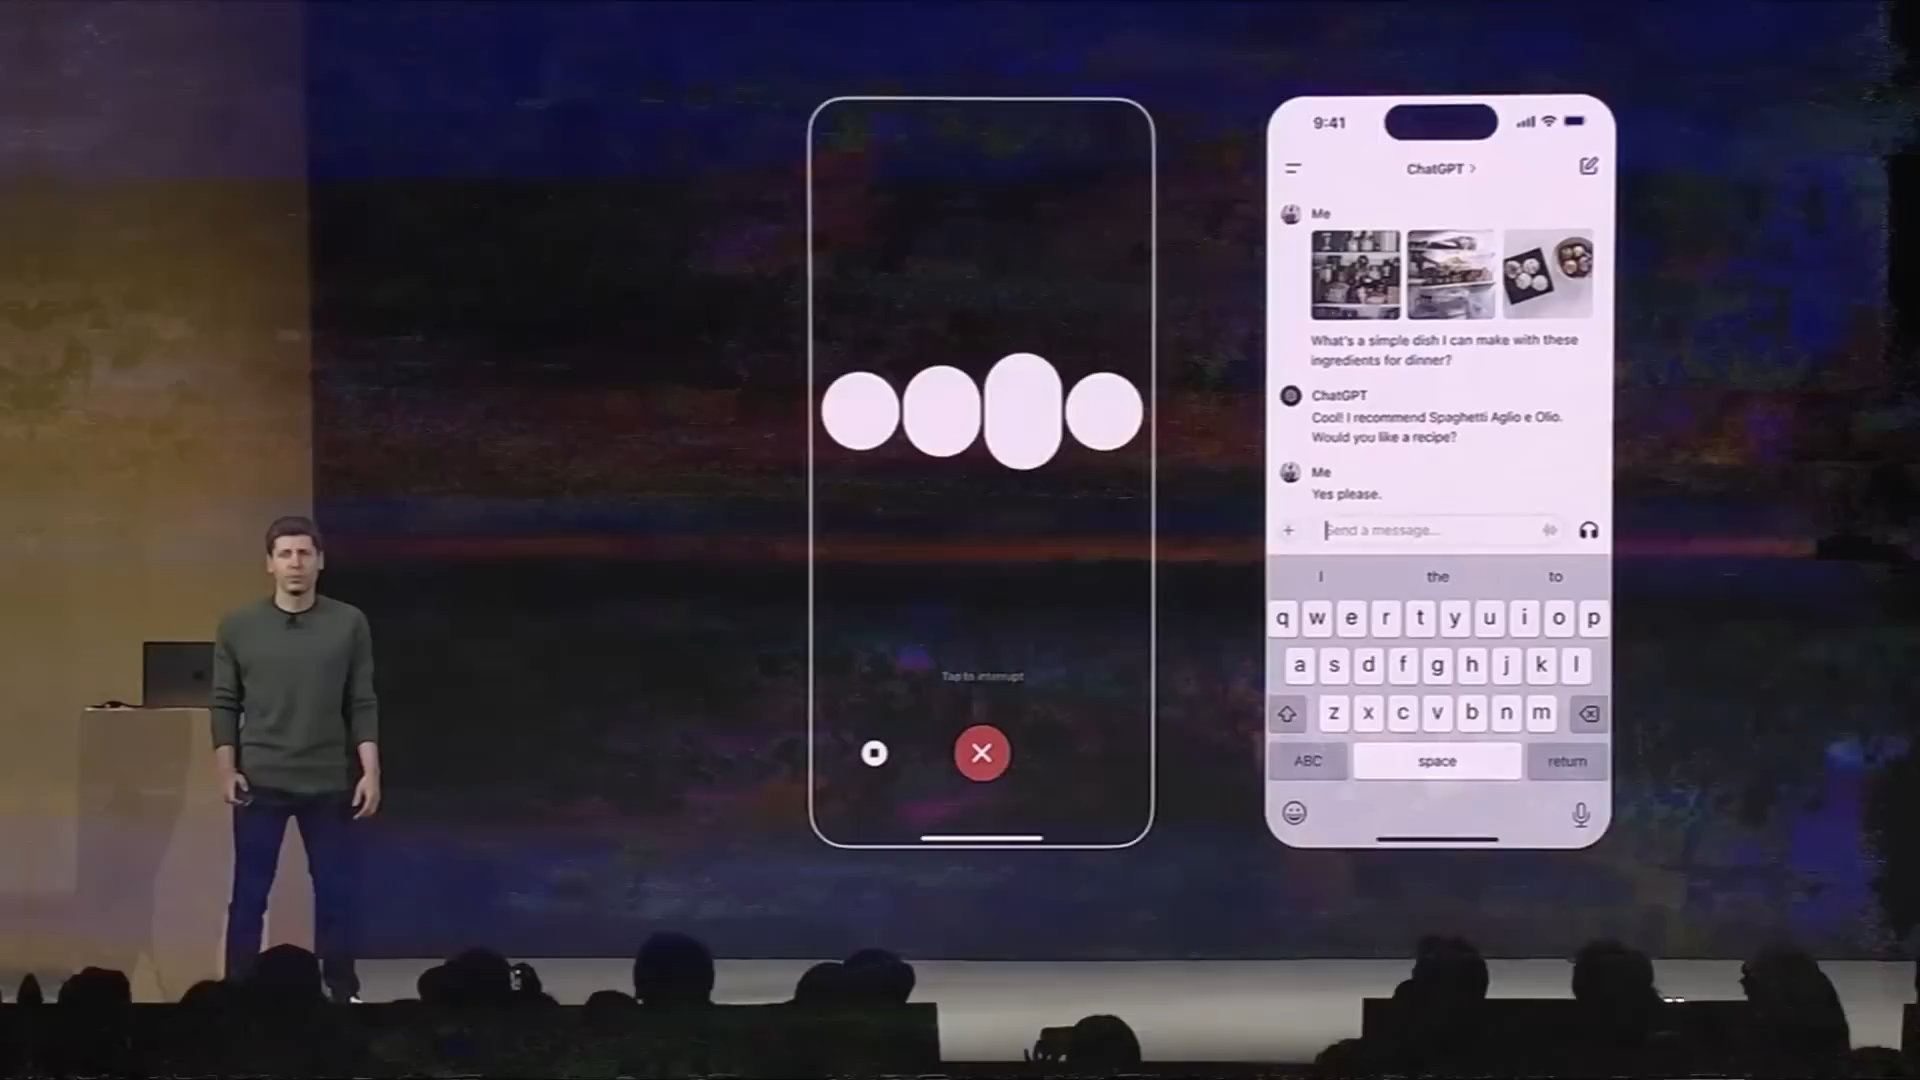 Tap to interrupt
9:41
ChatGPT >
Me
What's a simple dish I can make with these
ingredients for dinner?
ChatGPT
Cool! I recommend Spaghetti Aglio e Olio.
Would you like a recipe?
Me
Yes please.
Send a message...
I the to
q w e r t y u i o p
a s d f g h j k l
z x c v b n m
ABC space return